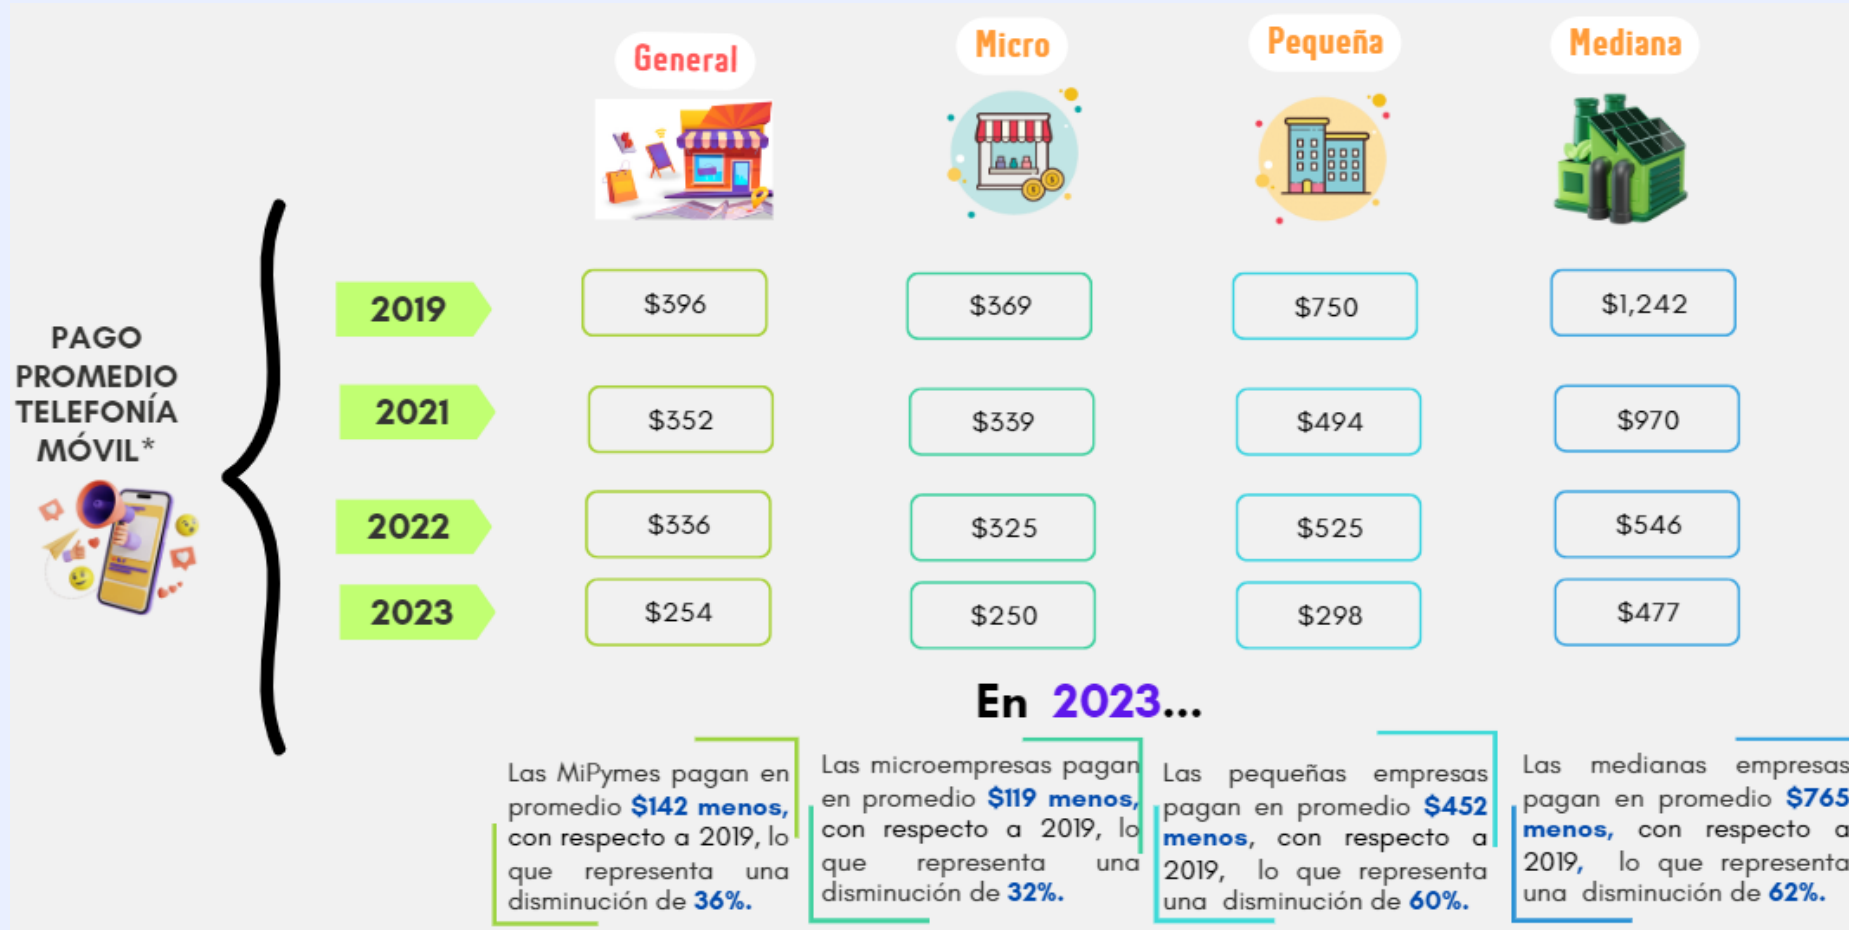 General
Micro
Pequeña
Mediana
PAGO
PROMEDIO
TELEFONÍA
MÓVIL*
2019
$396
$369
$750
$1,242
2021
$352
$339
$494
$970
2022
$336
$325
$525
$546
2023
$254
$250
$298
$477
En 2023...
Las MiPymes pagan en
promedio $142 menos,
con respecto a 2019, lo
que representa una
disminución de 36%.
Las microempresas pagan
en promedio $119 menos,
con respecto a 2019, lo
que representa una
disminución de 32%.
Las pequeñas empresas
pagan en promedio $452
menos, con respecto a
2019, lo que representa
una disminución de 60%.
Las medianas empresas
pagan en promedio $765
menos, con respecto a
2019, lo que representa
una disminución de 62%.